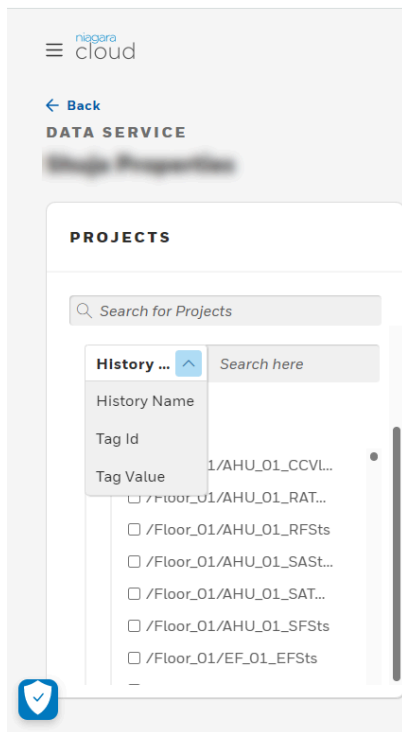 niagara
cloud
Back
DATA SERVICE
PROJECTS
Search for Projects
HIstory ...
Search here
History Name
Tag Id
Tag Value
1/AHU_01_CCVl...
/Floor_01/AHU_01_RAT...
/Floor_01/AHU_01_RFSts
/Floor_01/AHU_01_SASt...
/Floor_01/AHU_01_SAT...
/Floor_01/AHU_01_SFSts
/Floor_01/EF_01_EFSts